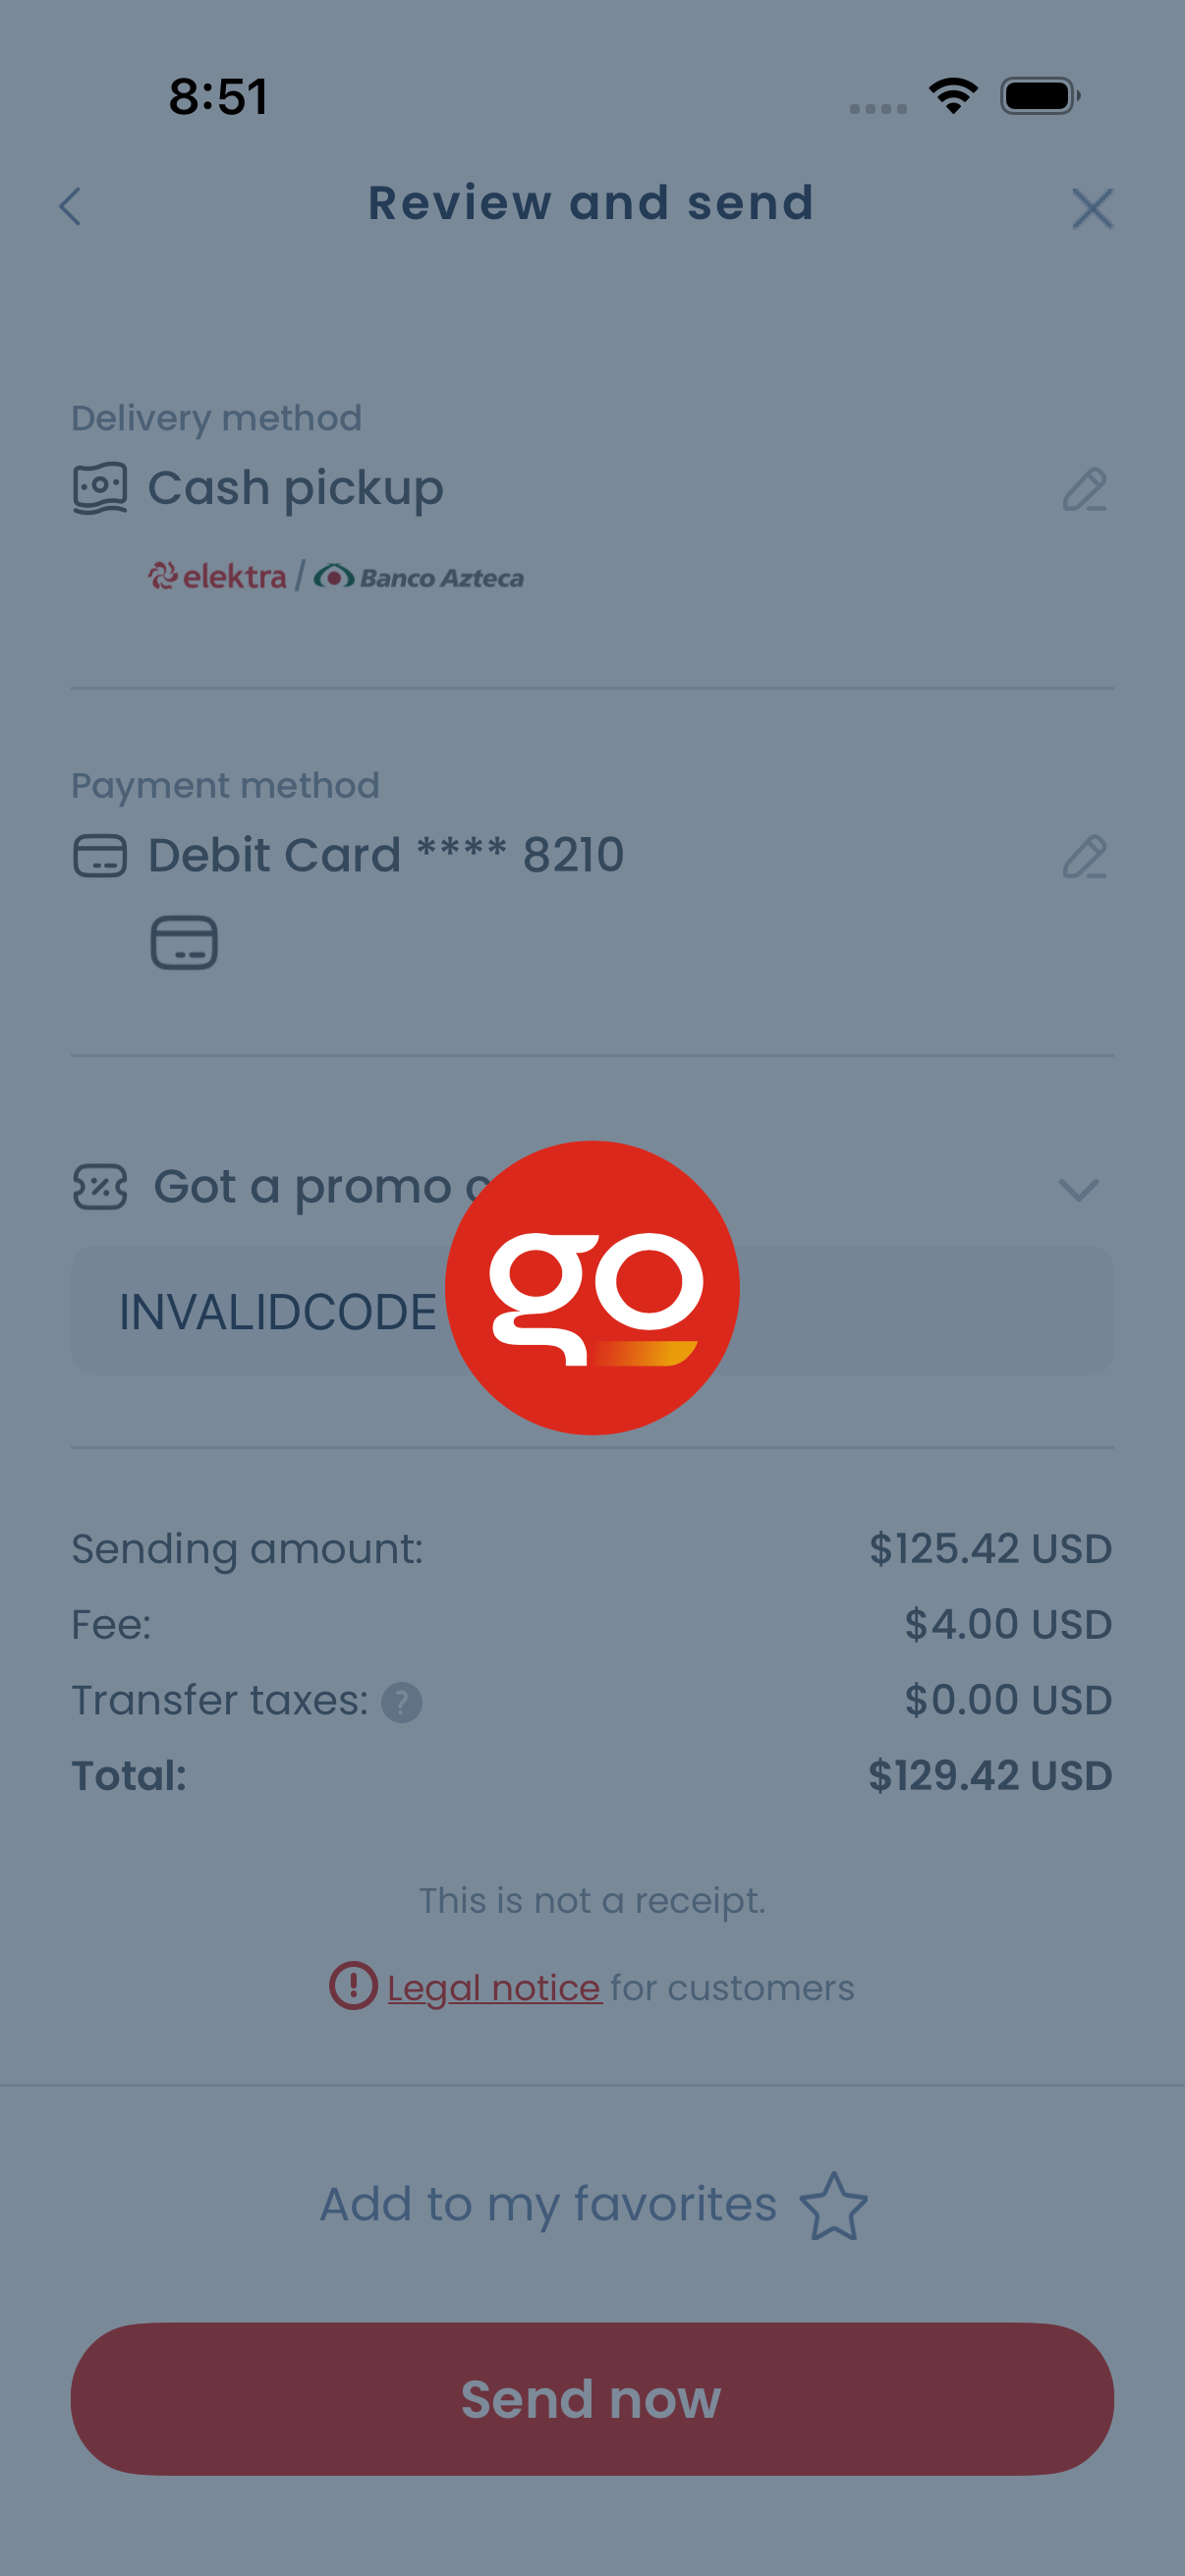 8:51
Review and send
Delivery method
Cash pickup
elektra / Banco Azteca
Payment method
Debit Card **** 8210
Got a promo
go
INVALIDCODE
Sending amount: $125.42 USD
Fee: $4.00 USD
Transfer taxes: ? $0.00 USD
Total: $129.42 USD
This is not a receipt.
Legal notice for customers
Add to my favorites
Send now